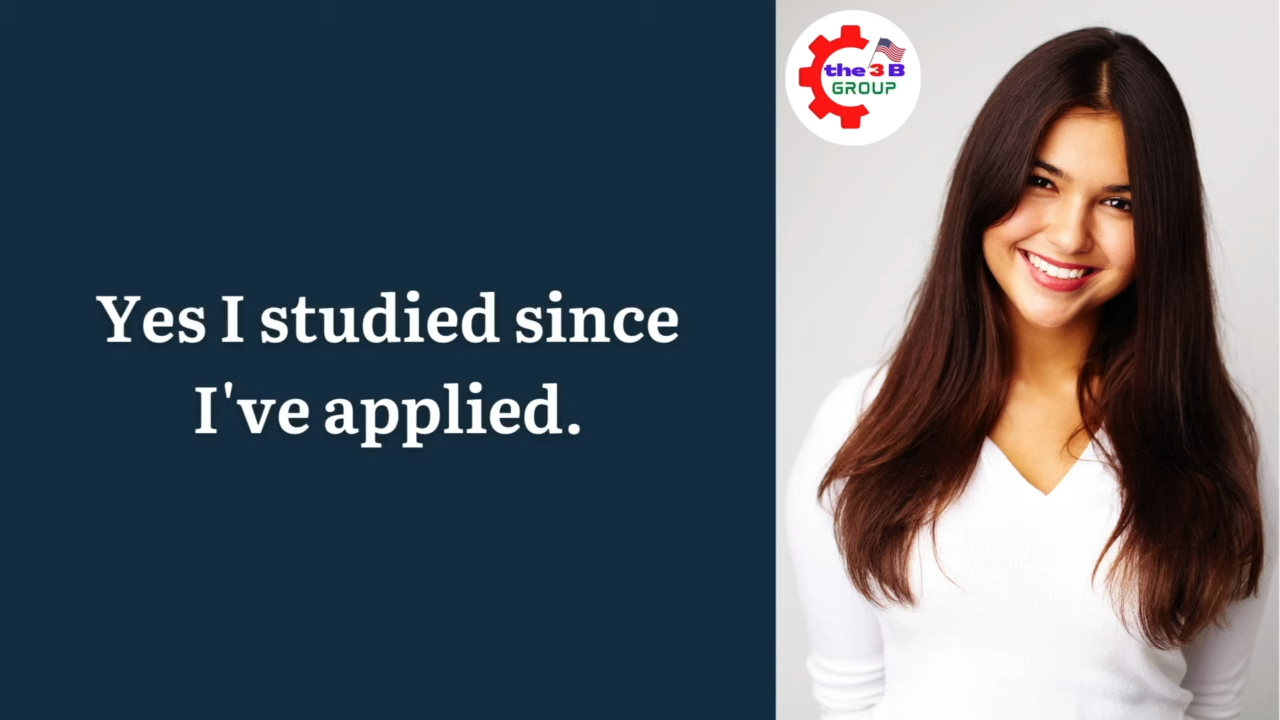 Yes I studied since
I've applied.
the 3 B
GROUP